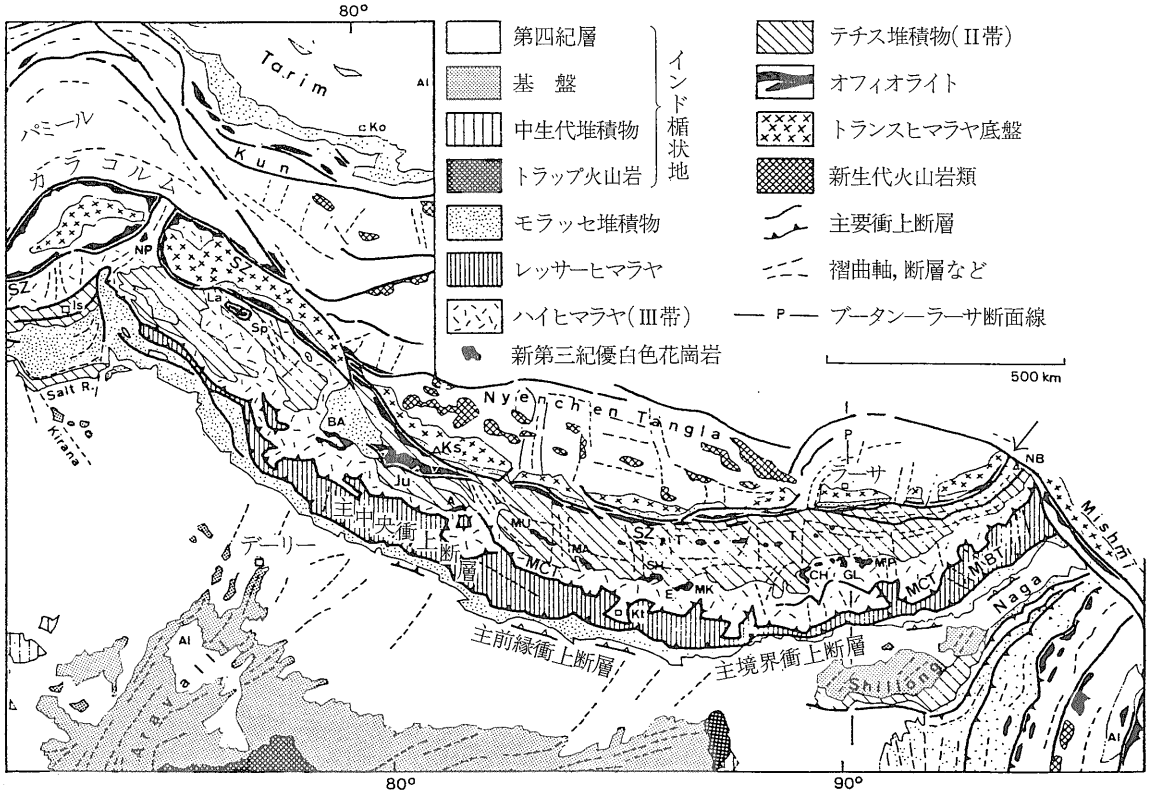 80°
Tarim
Al
Ko
パミール
Kun
カラコルム
NP
SZ
SZ
La
Is
Sp
Salt R.
Kirana
BA
Ks
Nyenchen Tangla
P
ラーサ
NB
Mishmi
Ju
A
主中央衝上断層
MU
SZ
T
T
MA
SH
デーリー
MCT
E
MK
CH
GL
MP
MCT
MBT
Naga
Kt
主前縁衝上断層
主境界衝上断層
Shillong
Al
Al
80°
90°
第四紀層
基 盤
中生代堆積物
トラップ火山岩
インド楯状地
モラッセ堆積物
レッサーヒマラヤ
ハイヒマラヤ(Ⅲ帯)
新第三紀優白色花崗岩
テチス堆積物(Ⅱ帯)
オフィオライト
トランスヒマラヤ底盤
新生代火山岩類
主要衝上断層
褶曲軸,断層など
P ブータン―ラーサ断面線
500 km